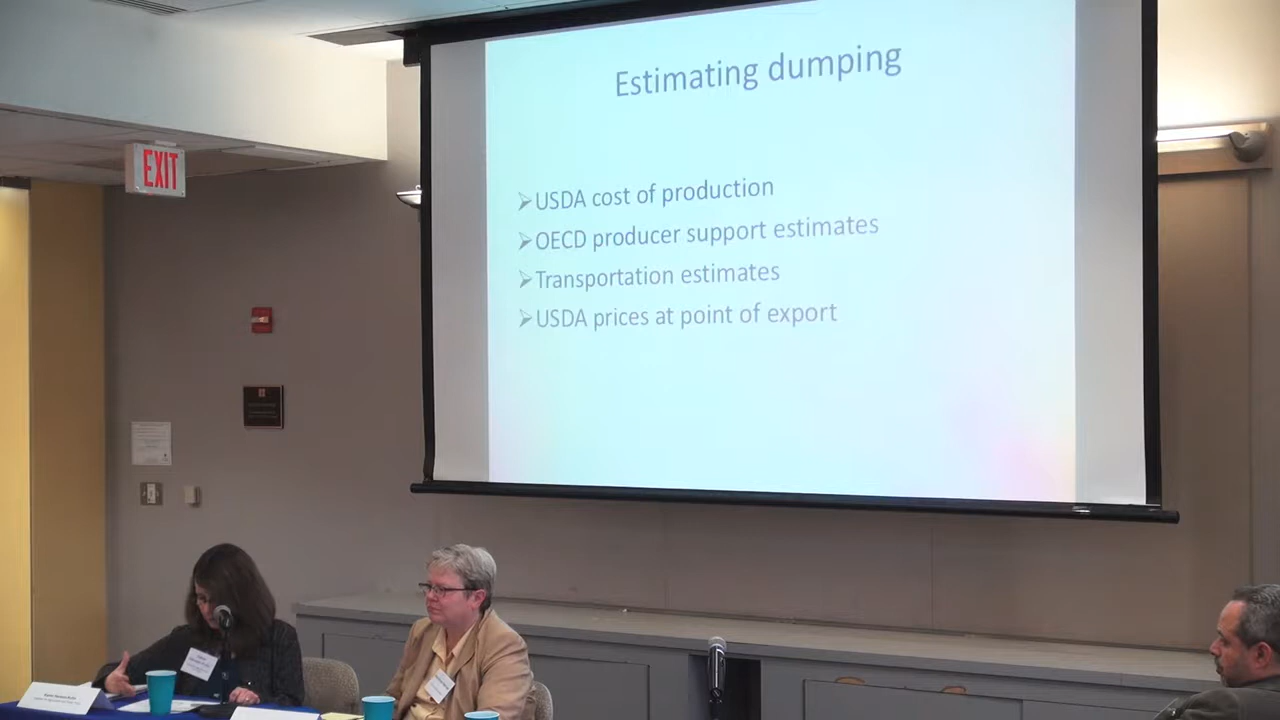 Estimating dumping
➢USDA cost of production
➢OECD producer support estimates
➢Transportation estimates
➢USDA prices at point of export
EXIT